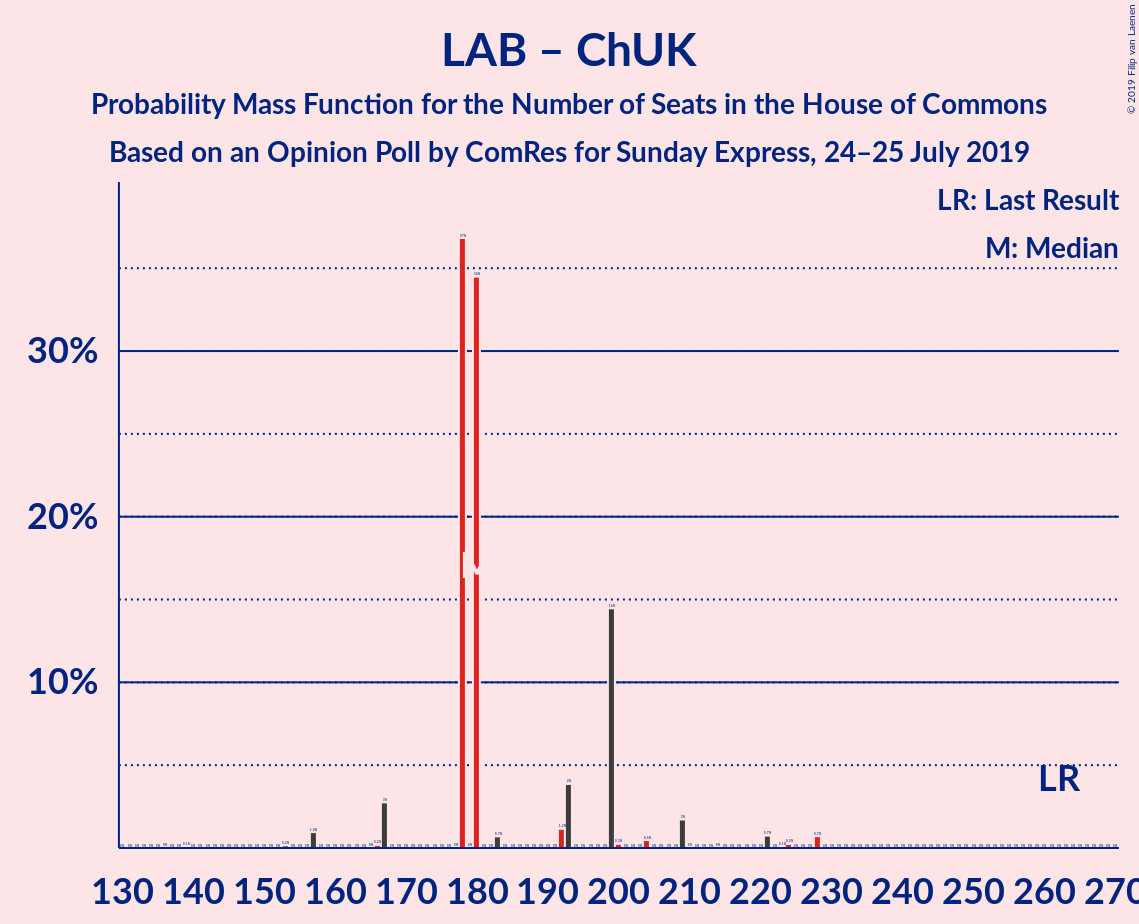 LAB – ChUK
Probability Mass Function for the Number of Seats in the House of Commons
Based on an Opinion Poll by ComRes for Sunday Express, 24–25 July 2019
© 2019 Filip van Laenen
LR: Last Result
M: Median
30%
20%
10%
M
LR
130 140 150 160 170 180 190 200 210 220 230 240 250 260 270